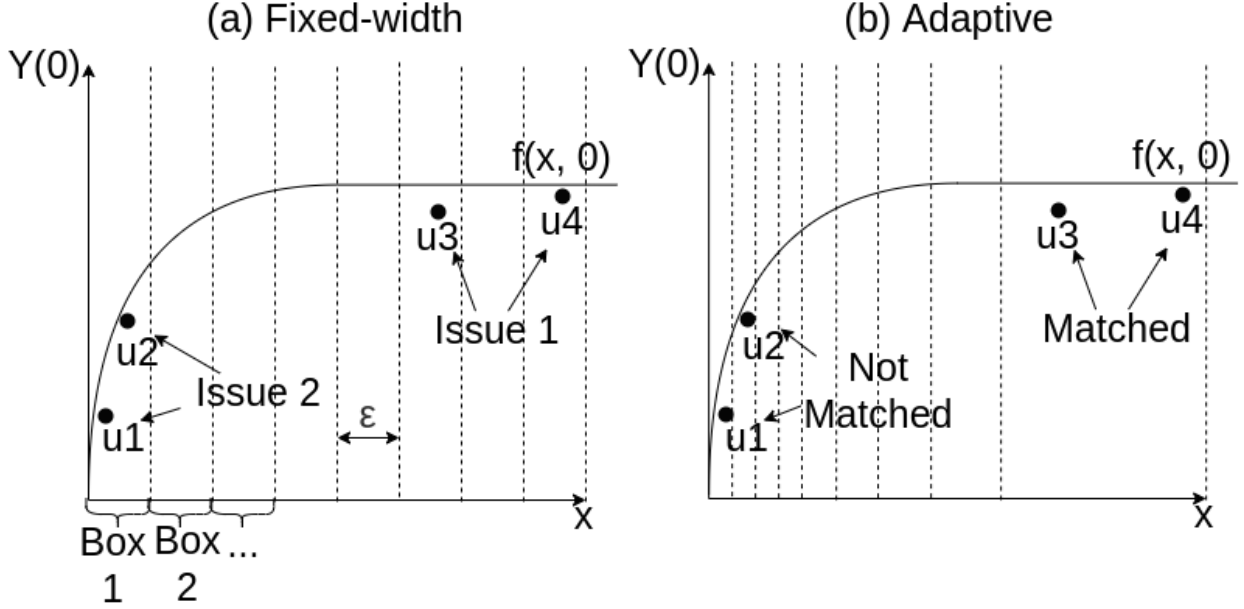 (a) Fixed-width
Y(0)
f(x, 0)
u3
u4
Issue 1
u2
Issue 2
u1
ε
x
Box Box ...
1 2
(b) Adaptive
Y(0)
f(x, 0)
u3
u4
Matched
u2
Not
Matched
u1
x